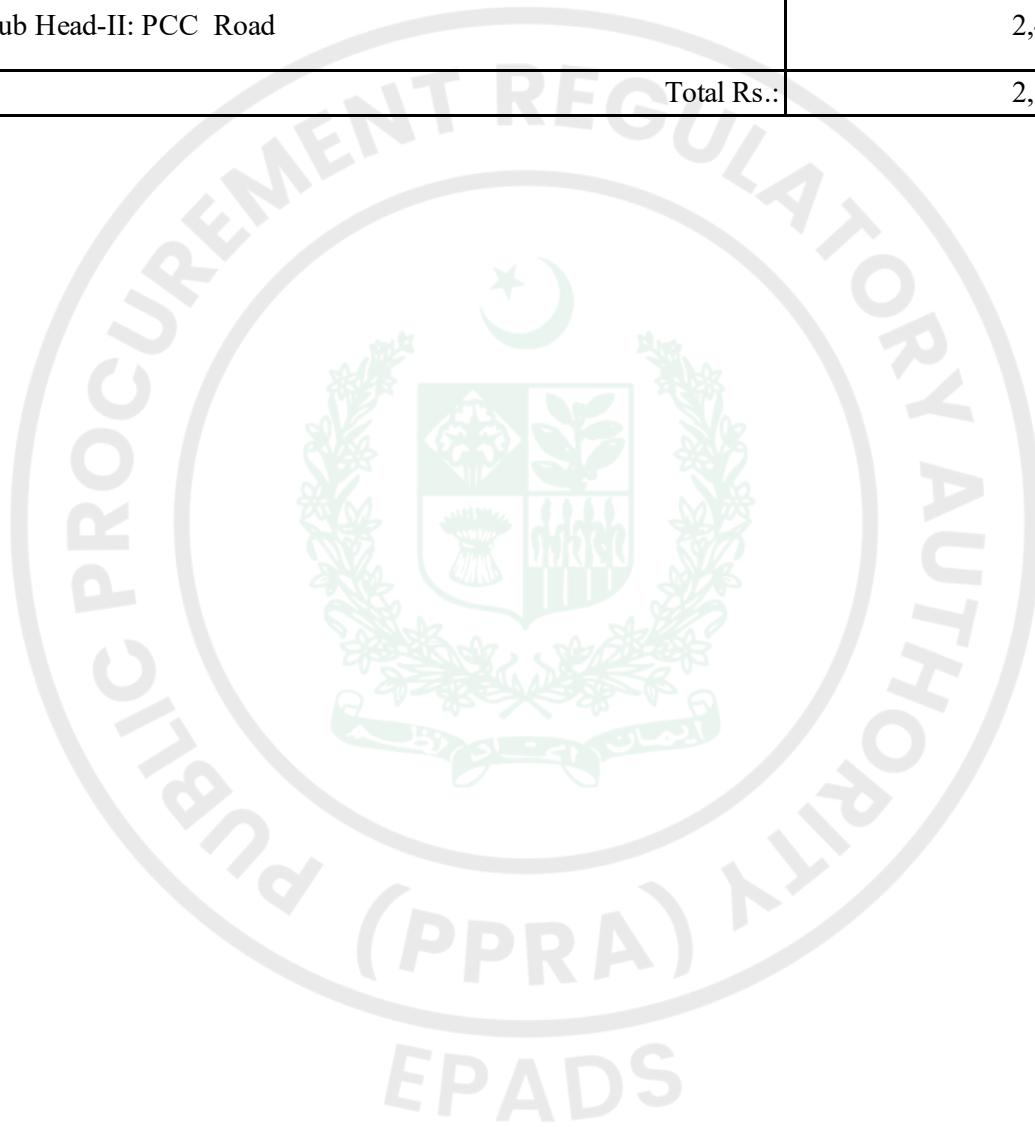 ub Head-II: PCC Road 2,
Total Rs.: 2,
PUBLIC PROCUREMENT REGULATORY AUTHORITY
(PPRA)
EPADS